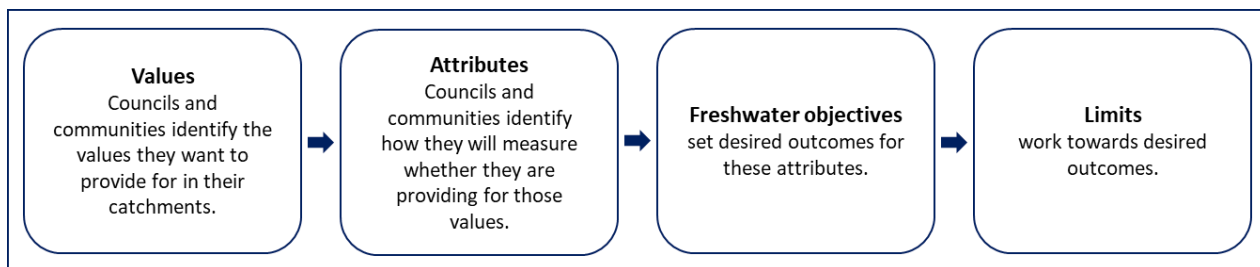 Values
Councils and
communities identify the
values they want to
provide for in their
catchments.
Attributes
Councils and
communities identify
how they will measure
whether they are
providing for those
values.
Freshwater objectives
set desired outcomes for
these attributes.
Limits
work towards desired
outcomes.